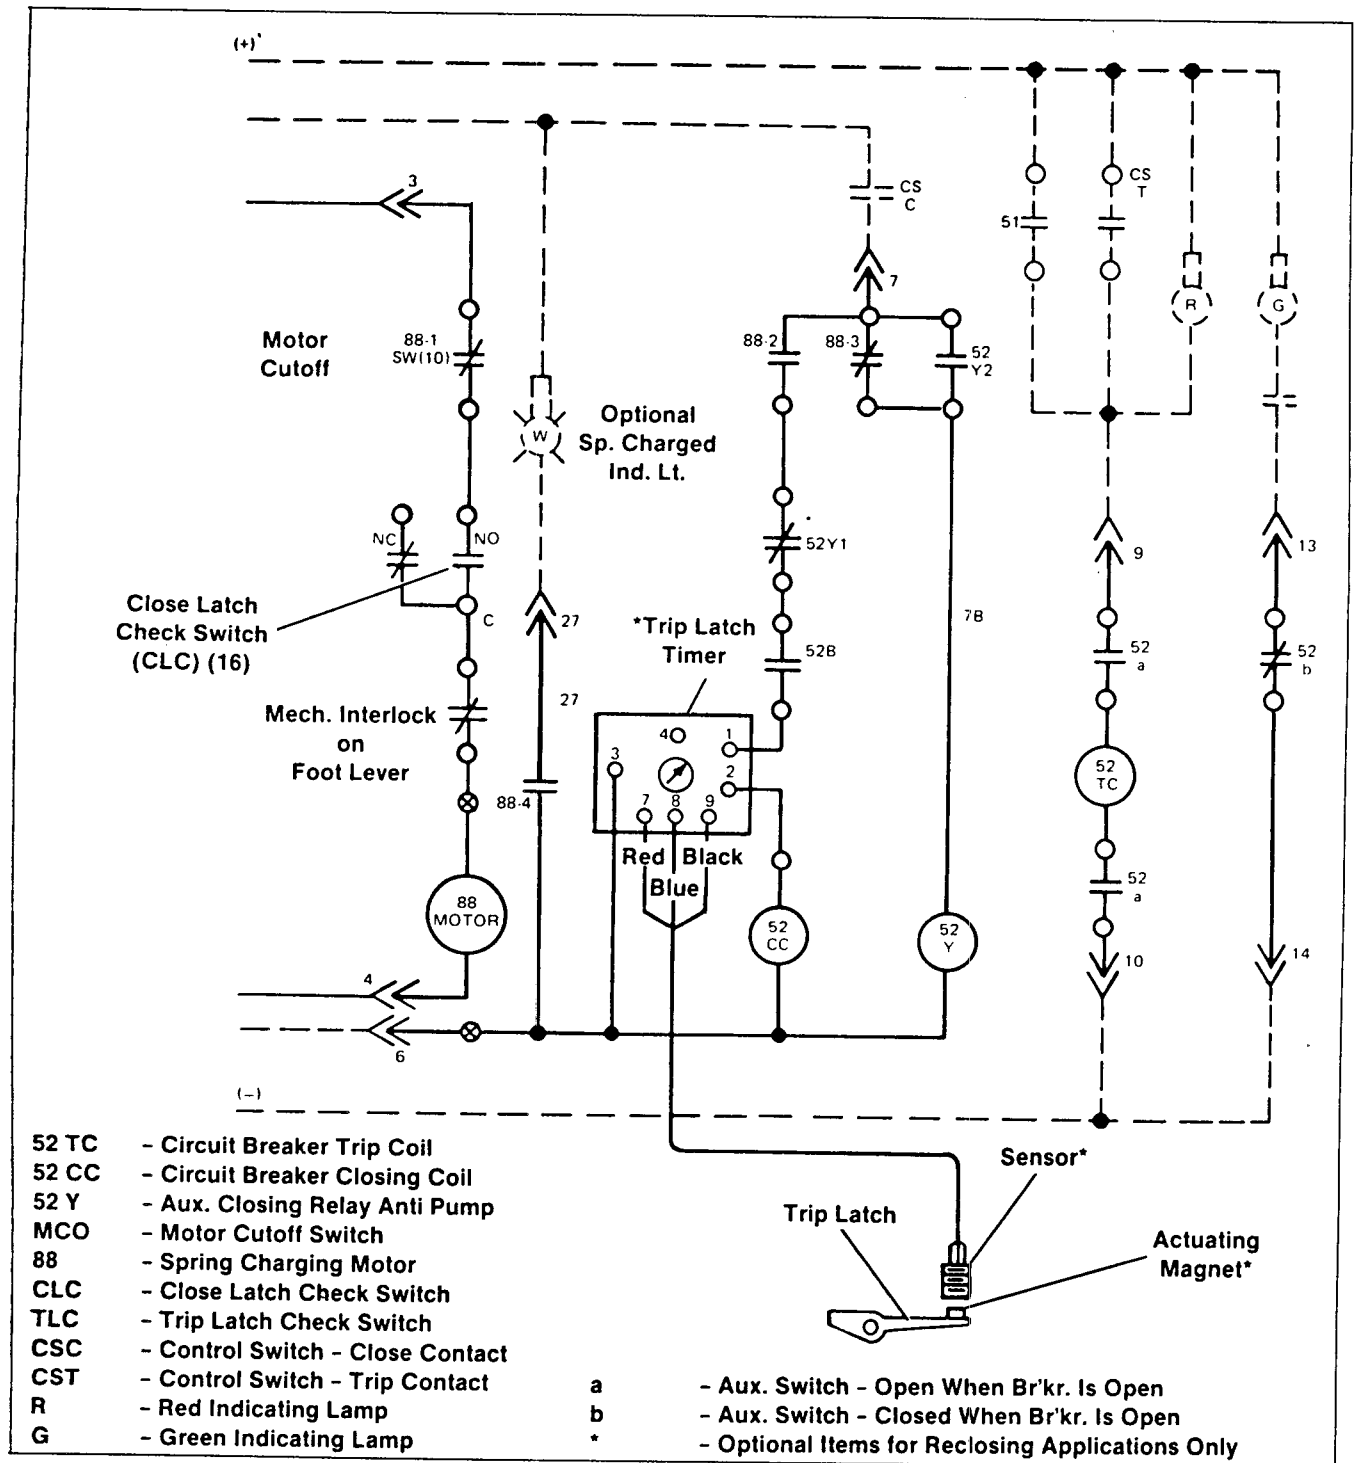 (+)
3
CS
C
CS
T
51
7
R
G
Motor
Cutoff
88-1
SW(10)
88-2
88-3
52
Y2
Optional
Sp. Charged
Ind. Lt.
W
NC
NO
52Y1
9
13
Close Latch
Check Switch
(CLC) (16)
C
27
*Trip Latch
Timer
52B
7B
52
a
52
b
Mech. Interlock
on
Foot Lever
27
4
1
3
2
88-4
7
8
9
52
TC
Red
Black
Blue
52
a
88
MOTOR
52
CC
52
Y
4
10
14
6
(-)
52 TC – Circuit Breaker Trip Coil
52 CC – Circuit Breaker Closing Coil
52 Y – Aux. Closing Relay Anti Pump
MCO – Motor Cutoff Switch
88 – Spring Charging Motor
CLC – Close Latch Check Switch
TLC – Trip Latch Check Switch
CSC – Control Switch – Close Contact
CST – Control Switch – Trip Contact
R – Red Indicating Lamp
G – Green Indicating Lamp
Sensor*
Trip Latch
Actuating
Magnet*
a – Aux. Switch – Open When Br'kr. Is Open
b – Aux. Switch – Closed When Br'kr. Is Open
* – Optional Items for Reclosing Applications Only